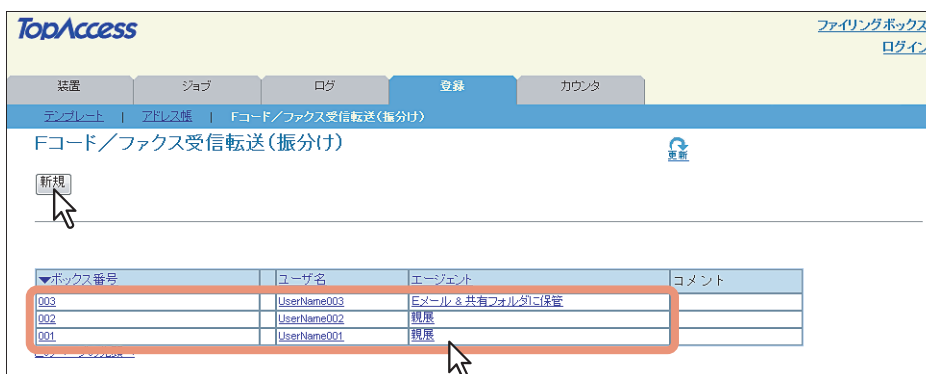 TopAccess
ファイリングボックス
ログイン
装置 ジョブ ログ 登録 カウンタ
テンプレート | アドレス帳 | Fコード/ファクス受信転送(振分け)
Fコード/ファクス受信転送(振分け)
更新
新規
▼ボックス番号 ユーザ名 エージェント コメント
003 UserName003 Eメール & 共有フォルダに保管
002 UserName002 親展
001 UserName001 親展